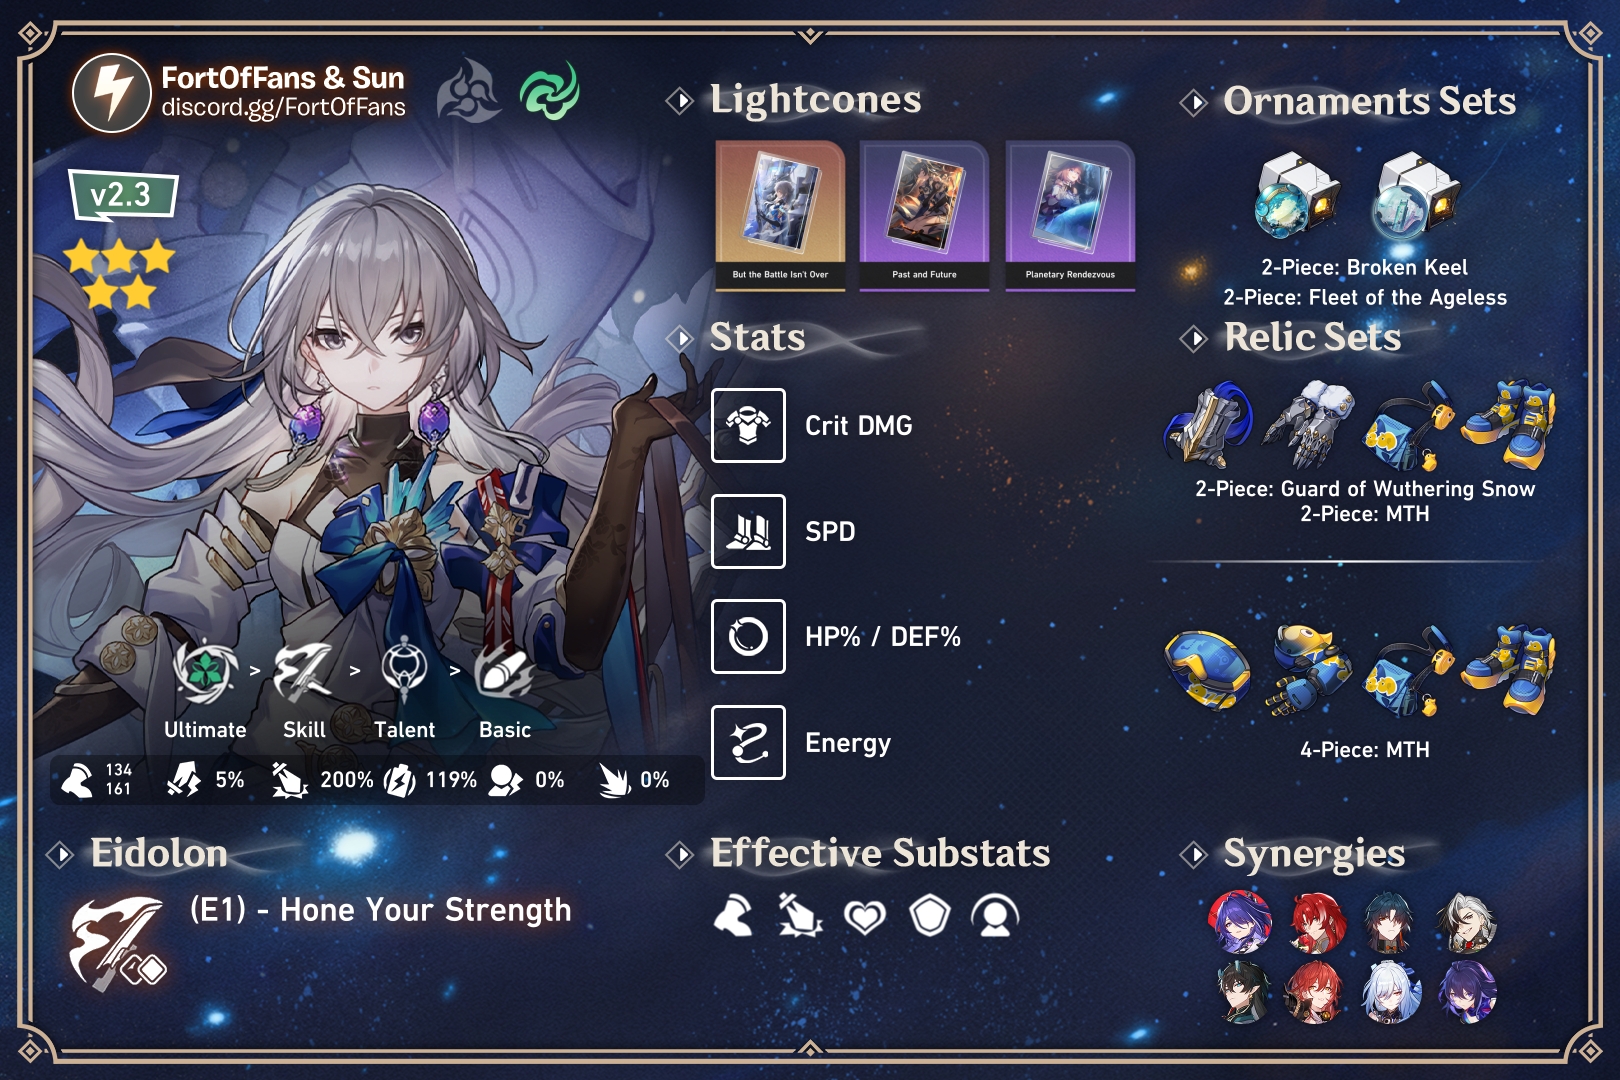 FortOfFans & Sun
discord.gg/FortOfFans
v2.3
Ultimate > Skill > Talent > Basic
134
161
5%
200%
119%
0%
0%
Eidolon
(E1) - Hone Your Strength
Lightcones
But the Battle Isn't Over
Past and Future
Planetary Rendezvous
Stats
Crit DMG
SPD
HP% / DEF%
Energy
Effective Substats
Ornaments Sets
2-Piece: Broken Keel
2-Piece: Fleet of the Ageless
Relic Sets
2-Piece: Guard of Wuthering Snow
2-Piece: MTH
4-Piece: MTH
Synergies